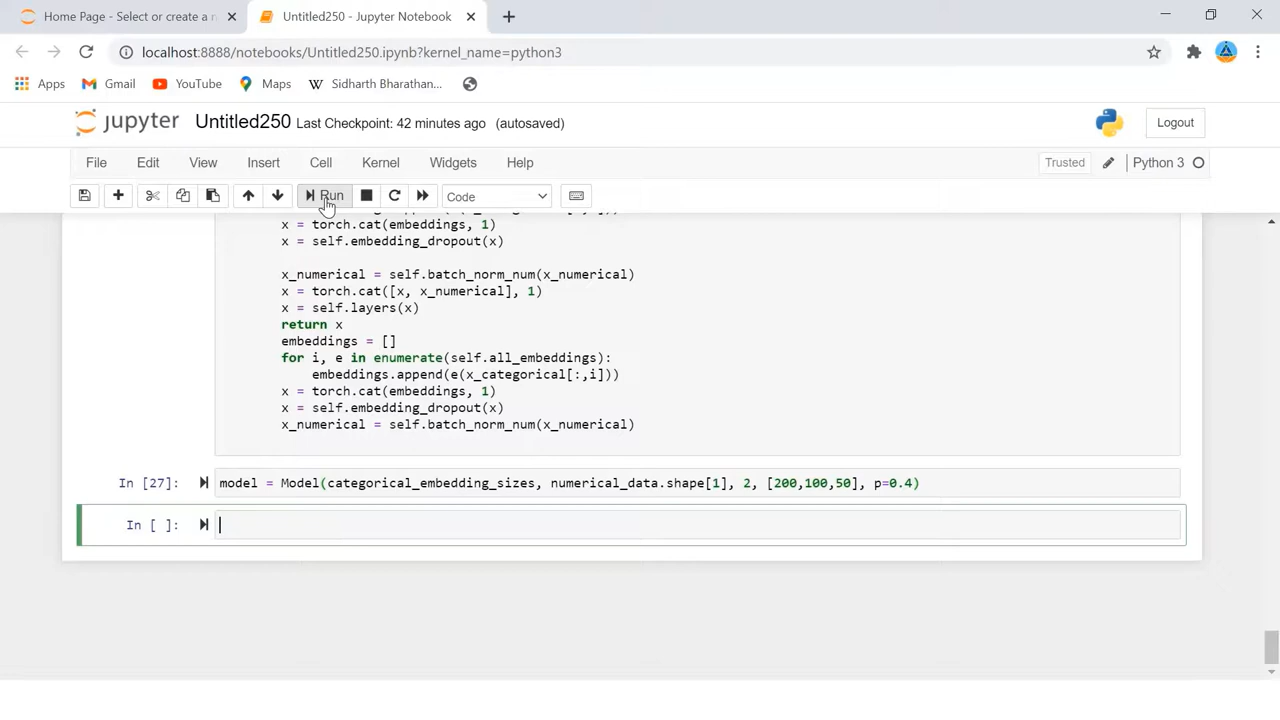 Home Page - Select or create a n
Untitled250 - Jupyter Notebook
localhost:8888/notebooks/Untitled250.ipynb?kernel_name=python3
Apps Gmail YouTube Maps W Sidharth Bharathan...
jupyter Untitled250 Last Checkpoint: 42 minutes ago (autosaved) Logout
File Edit View Insert Cell Kernel Widgets Help Trusted Python 3
Run Code
x = torch.cat(embeddings, 1)
x = self.embedding_dropout(x)
x_numerical = self.batch_norm_num(x_numerical)
x = torch.cat([x, x_numerical], 1)
x = self.layers(x)
return x
embeddings = []
for i, e in enumerate(self.all_embeddings):
embeddings.append(e(x_categorical[:,i]))
x = torch.cat(embeddings, 1)
x = self.embedding_dropout(x)
x_numerical = self.batch_norm_num(x_numerical)
In [27]: model = Model(categorical_embedding_sizes, numerical_data.shape[1], 2, [200,100,50], p=0.4)
In [ ]: